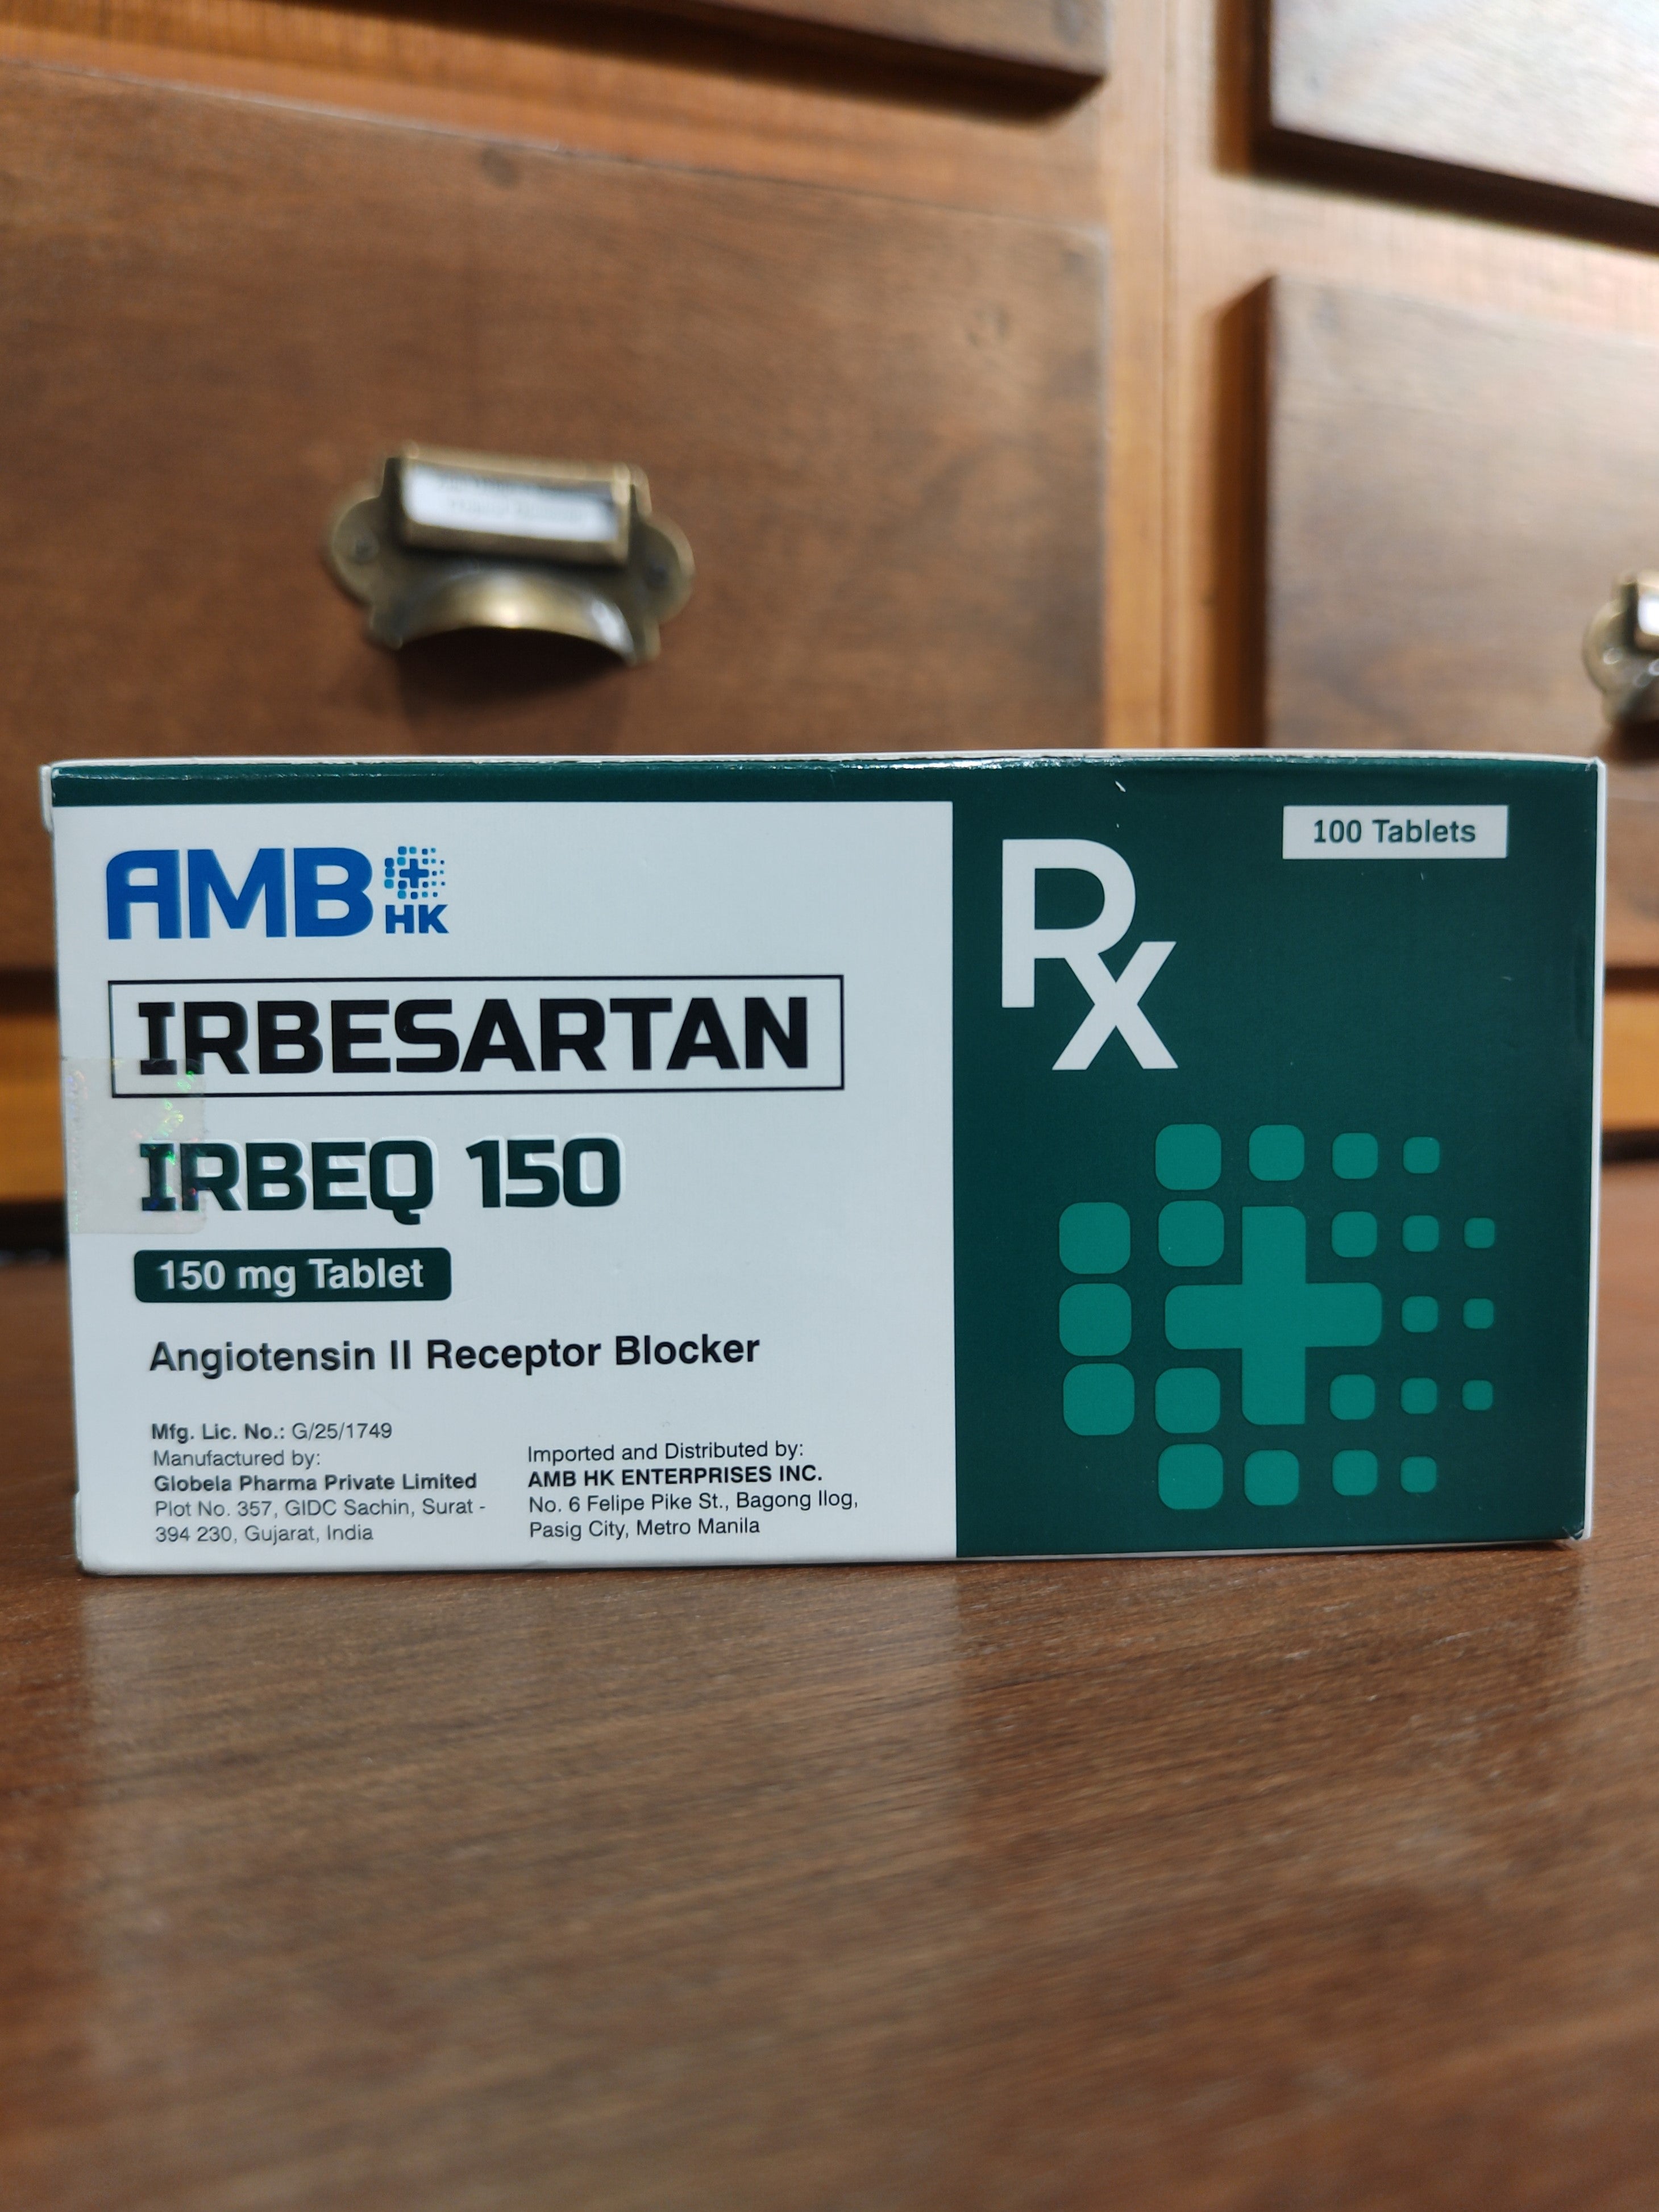 AMB HK
IRBESARTAN
IRBEQ 150
150 mg Tablet
Angiotensin II Receptor Blocker
Mfg. Lic. No.: G/25/1749
Manufactured by:
Globela Pharma Private Limited
Plot No. 357, GIDC Sachin, Surat -
394 230, Gujarat, India
Imported and Distributed by:
AMB HK ENTERPRISES INC.
No. 6 Felipe Pike St., Bagong Ilog,
Pasig City, Metro Manila
Rx
100 Tablets